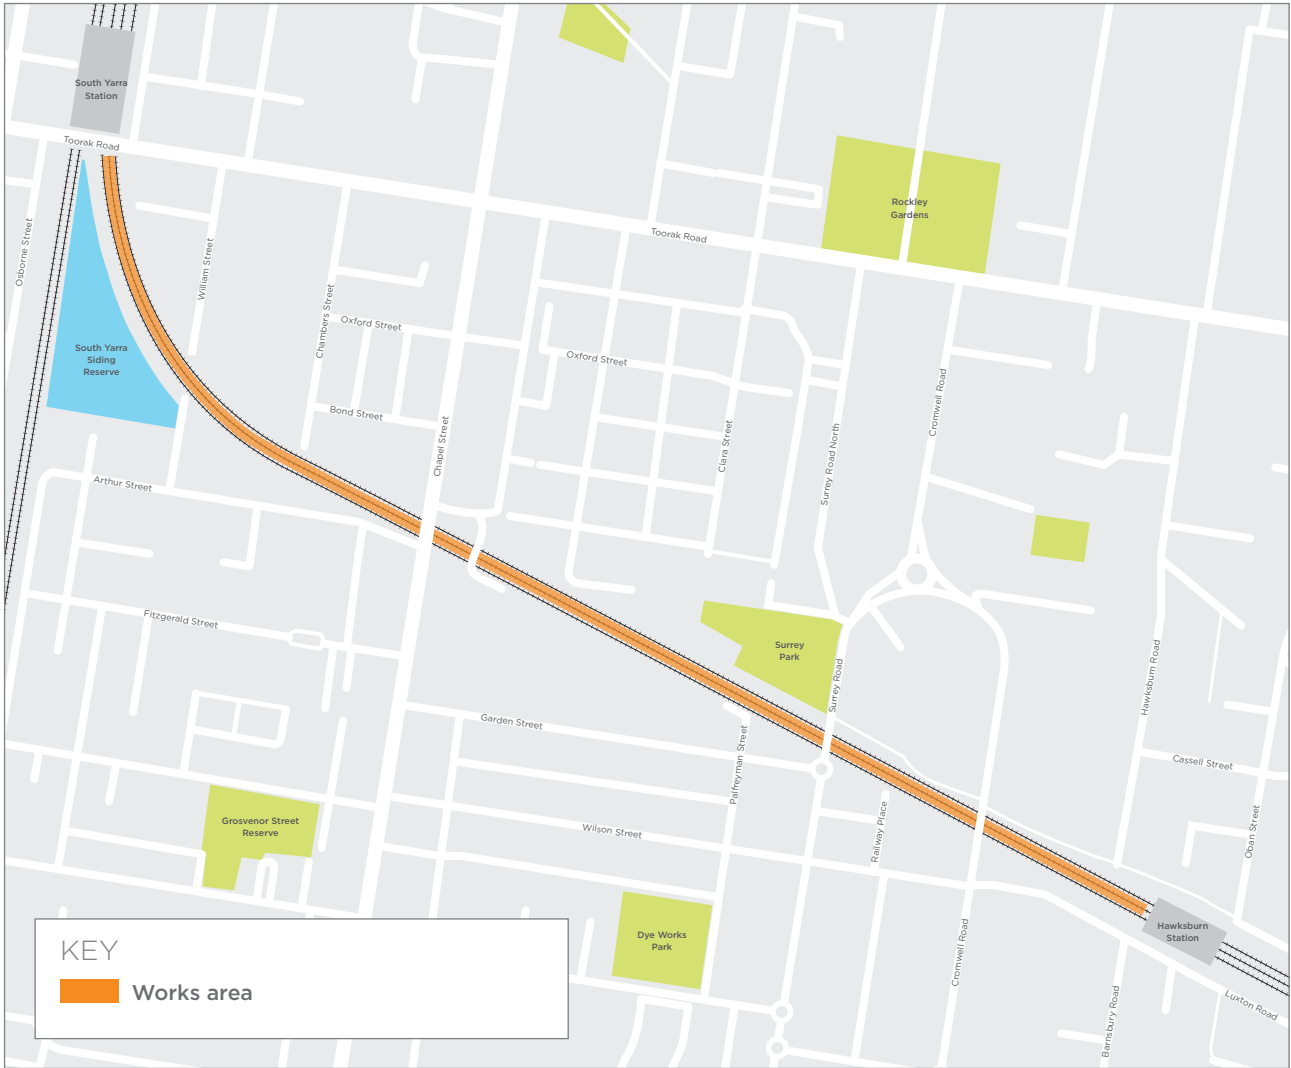 South Yarra
Station
Toorak Road
Rockley
Gardens
Toorak Road
Osborne Street
William Street
Chambers Street
Oxford Street
South Yarra
Siding
Reserve
Oxford Street
Cromwell Road
Bond Street
Chapel Street
Clara Street
Surrey Road North
Arthur Street
Fitzgerald Street
Surrey
Park
Surrey Road
Hawksburn Road
Garden Street
Palfreyman Street
Cassell Street
Grosvenor Street
Reserve
Wilson Street
Railway Place
Oban Street
Dye Works
Park
Hawksburn
Station
Cromwell Road
Barnsbury Road
Luxton Road
KEY
Works area